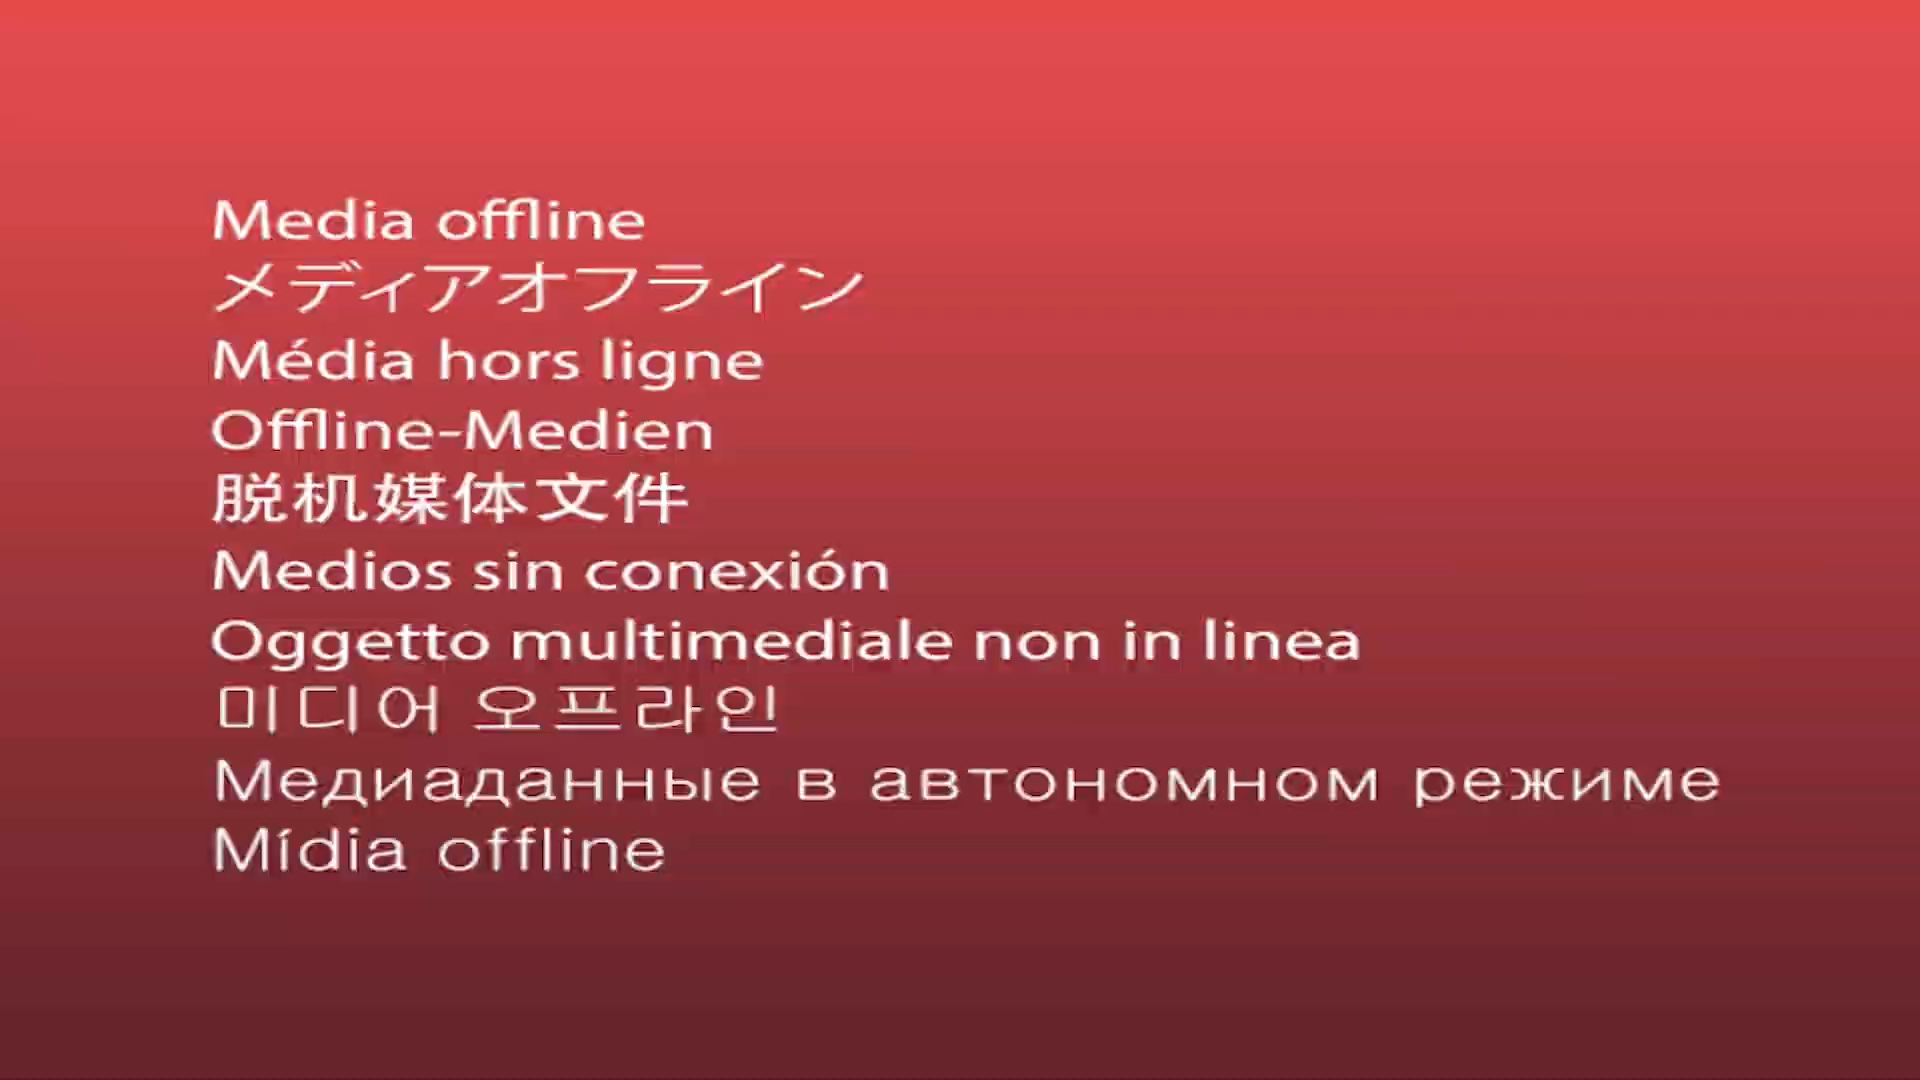 Media offline
メディアオフライン
Média hors ligne
Offline-Medien
脱机媒体文件
Medios sin conexión
Oggetto multimediale non in linea
미디어 오프라인
Медиаданные в автономном режиме
Mídia offline